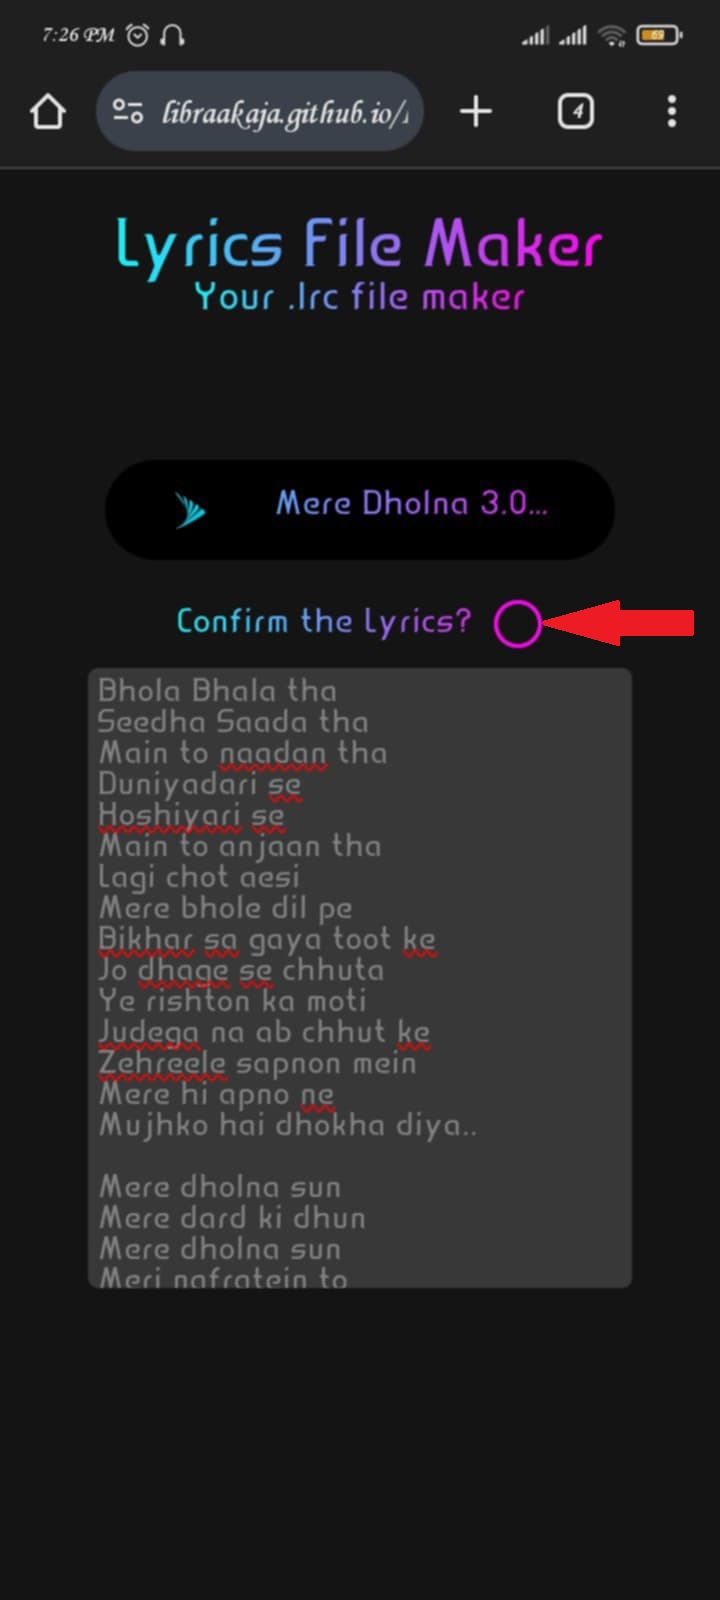 7:26 PM
69
libraakaja.github.io/
4
Lyrics File Maker
Your .lrc file maker
Mere Dholna 3.0...
Confirm the Lyrics?
Bhola Bhala tha
Seedha Saada tha
Main to naadan tha
Duniyadari se
Hoshiyari se
Main to anjaan tha
Lagi chot aesi
Mere bhole dil pe
Bikhar sa gaya toot ke
Jo dhage se chhuta
Ye rishton ka moti
Judega na ab chhut ke
Zehreele sapnon mein
Mere hi apno ne
Mujhko hai dhokha diya..
Mere dholna sun
Mere dard ki dhun
Mere dholna sun
Meri nafratein to